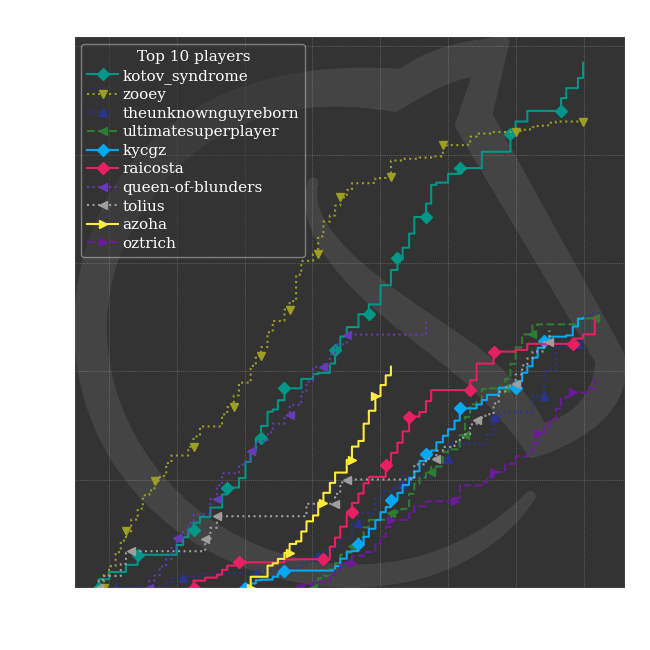 Top 10 players
kotov_syndrome
zooey
theunknownguyreborn
ultimatesuperplayer
kycgz
raicosta
queen-of-blunders
tolius
azoha
oztrich